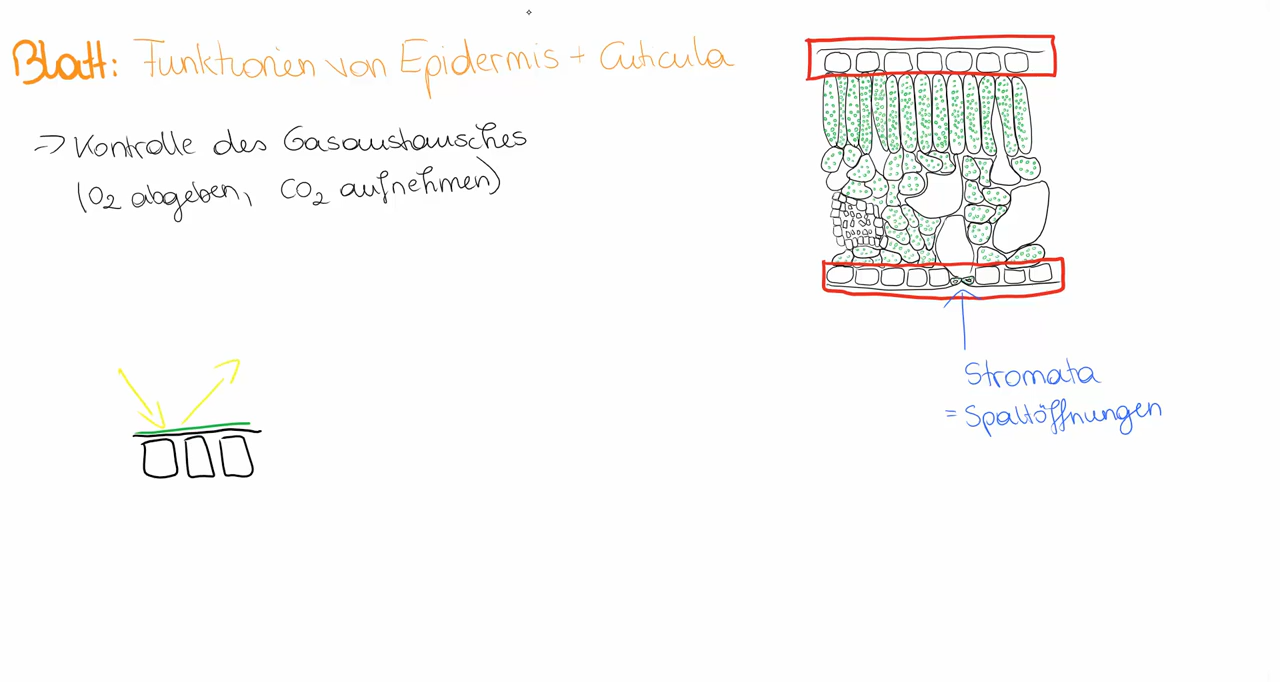 Blatt: Funktionen von Epidermis + Cuticula
→ Kontrolle des Gasaustausches
(O₂ abgeben, CO₂ aufnehmen)
Stromata
= Spaltöffnungen